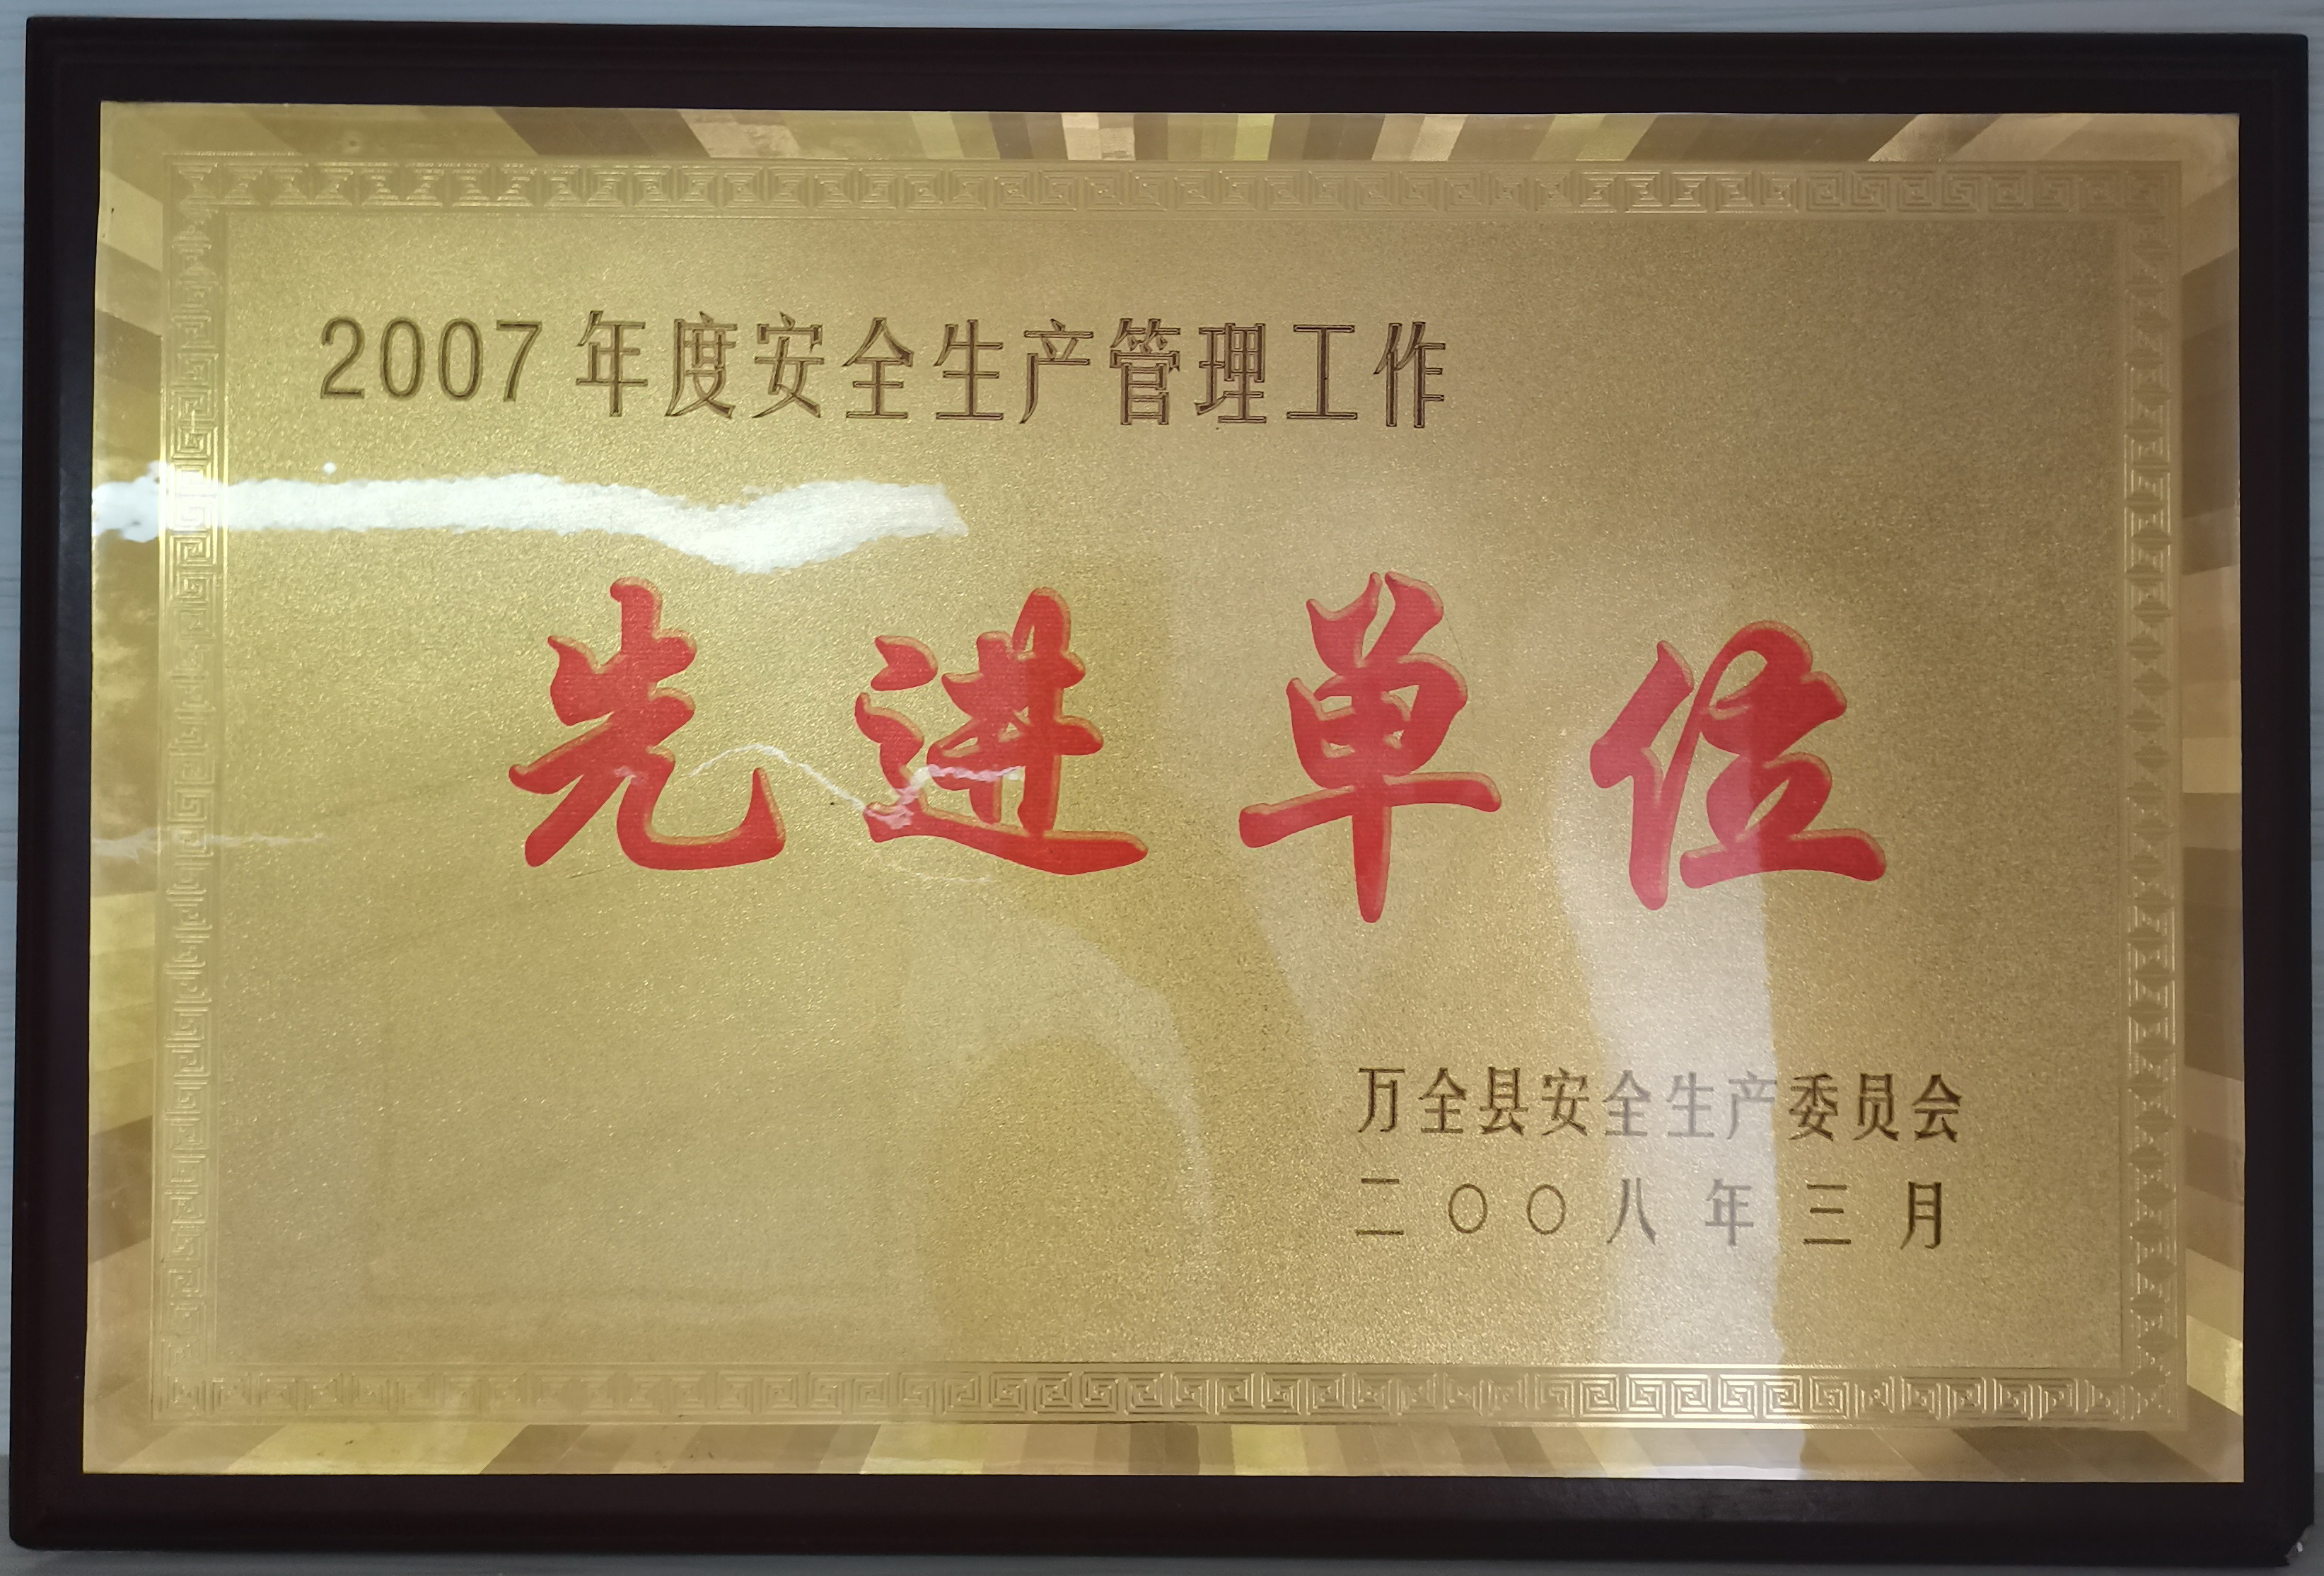 2007年度安全生产管理工作
先进单位
万全县安全生产委员会
二〇〇八年三月